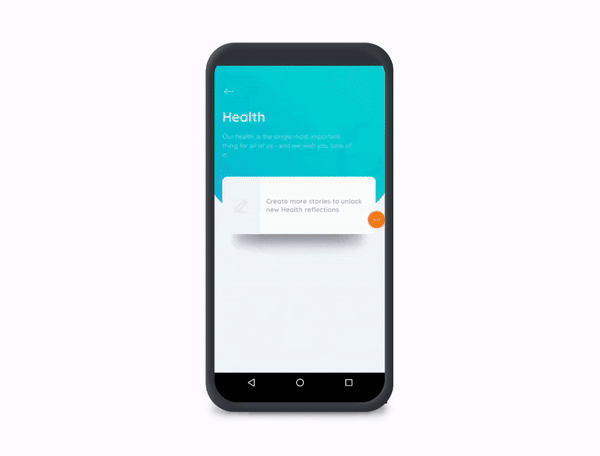 Health
Our health is the single most important
thing for all of us - and we wish you tons of
it!
Create more stories to unlock
new Health reflections